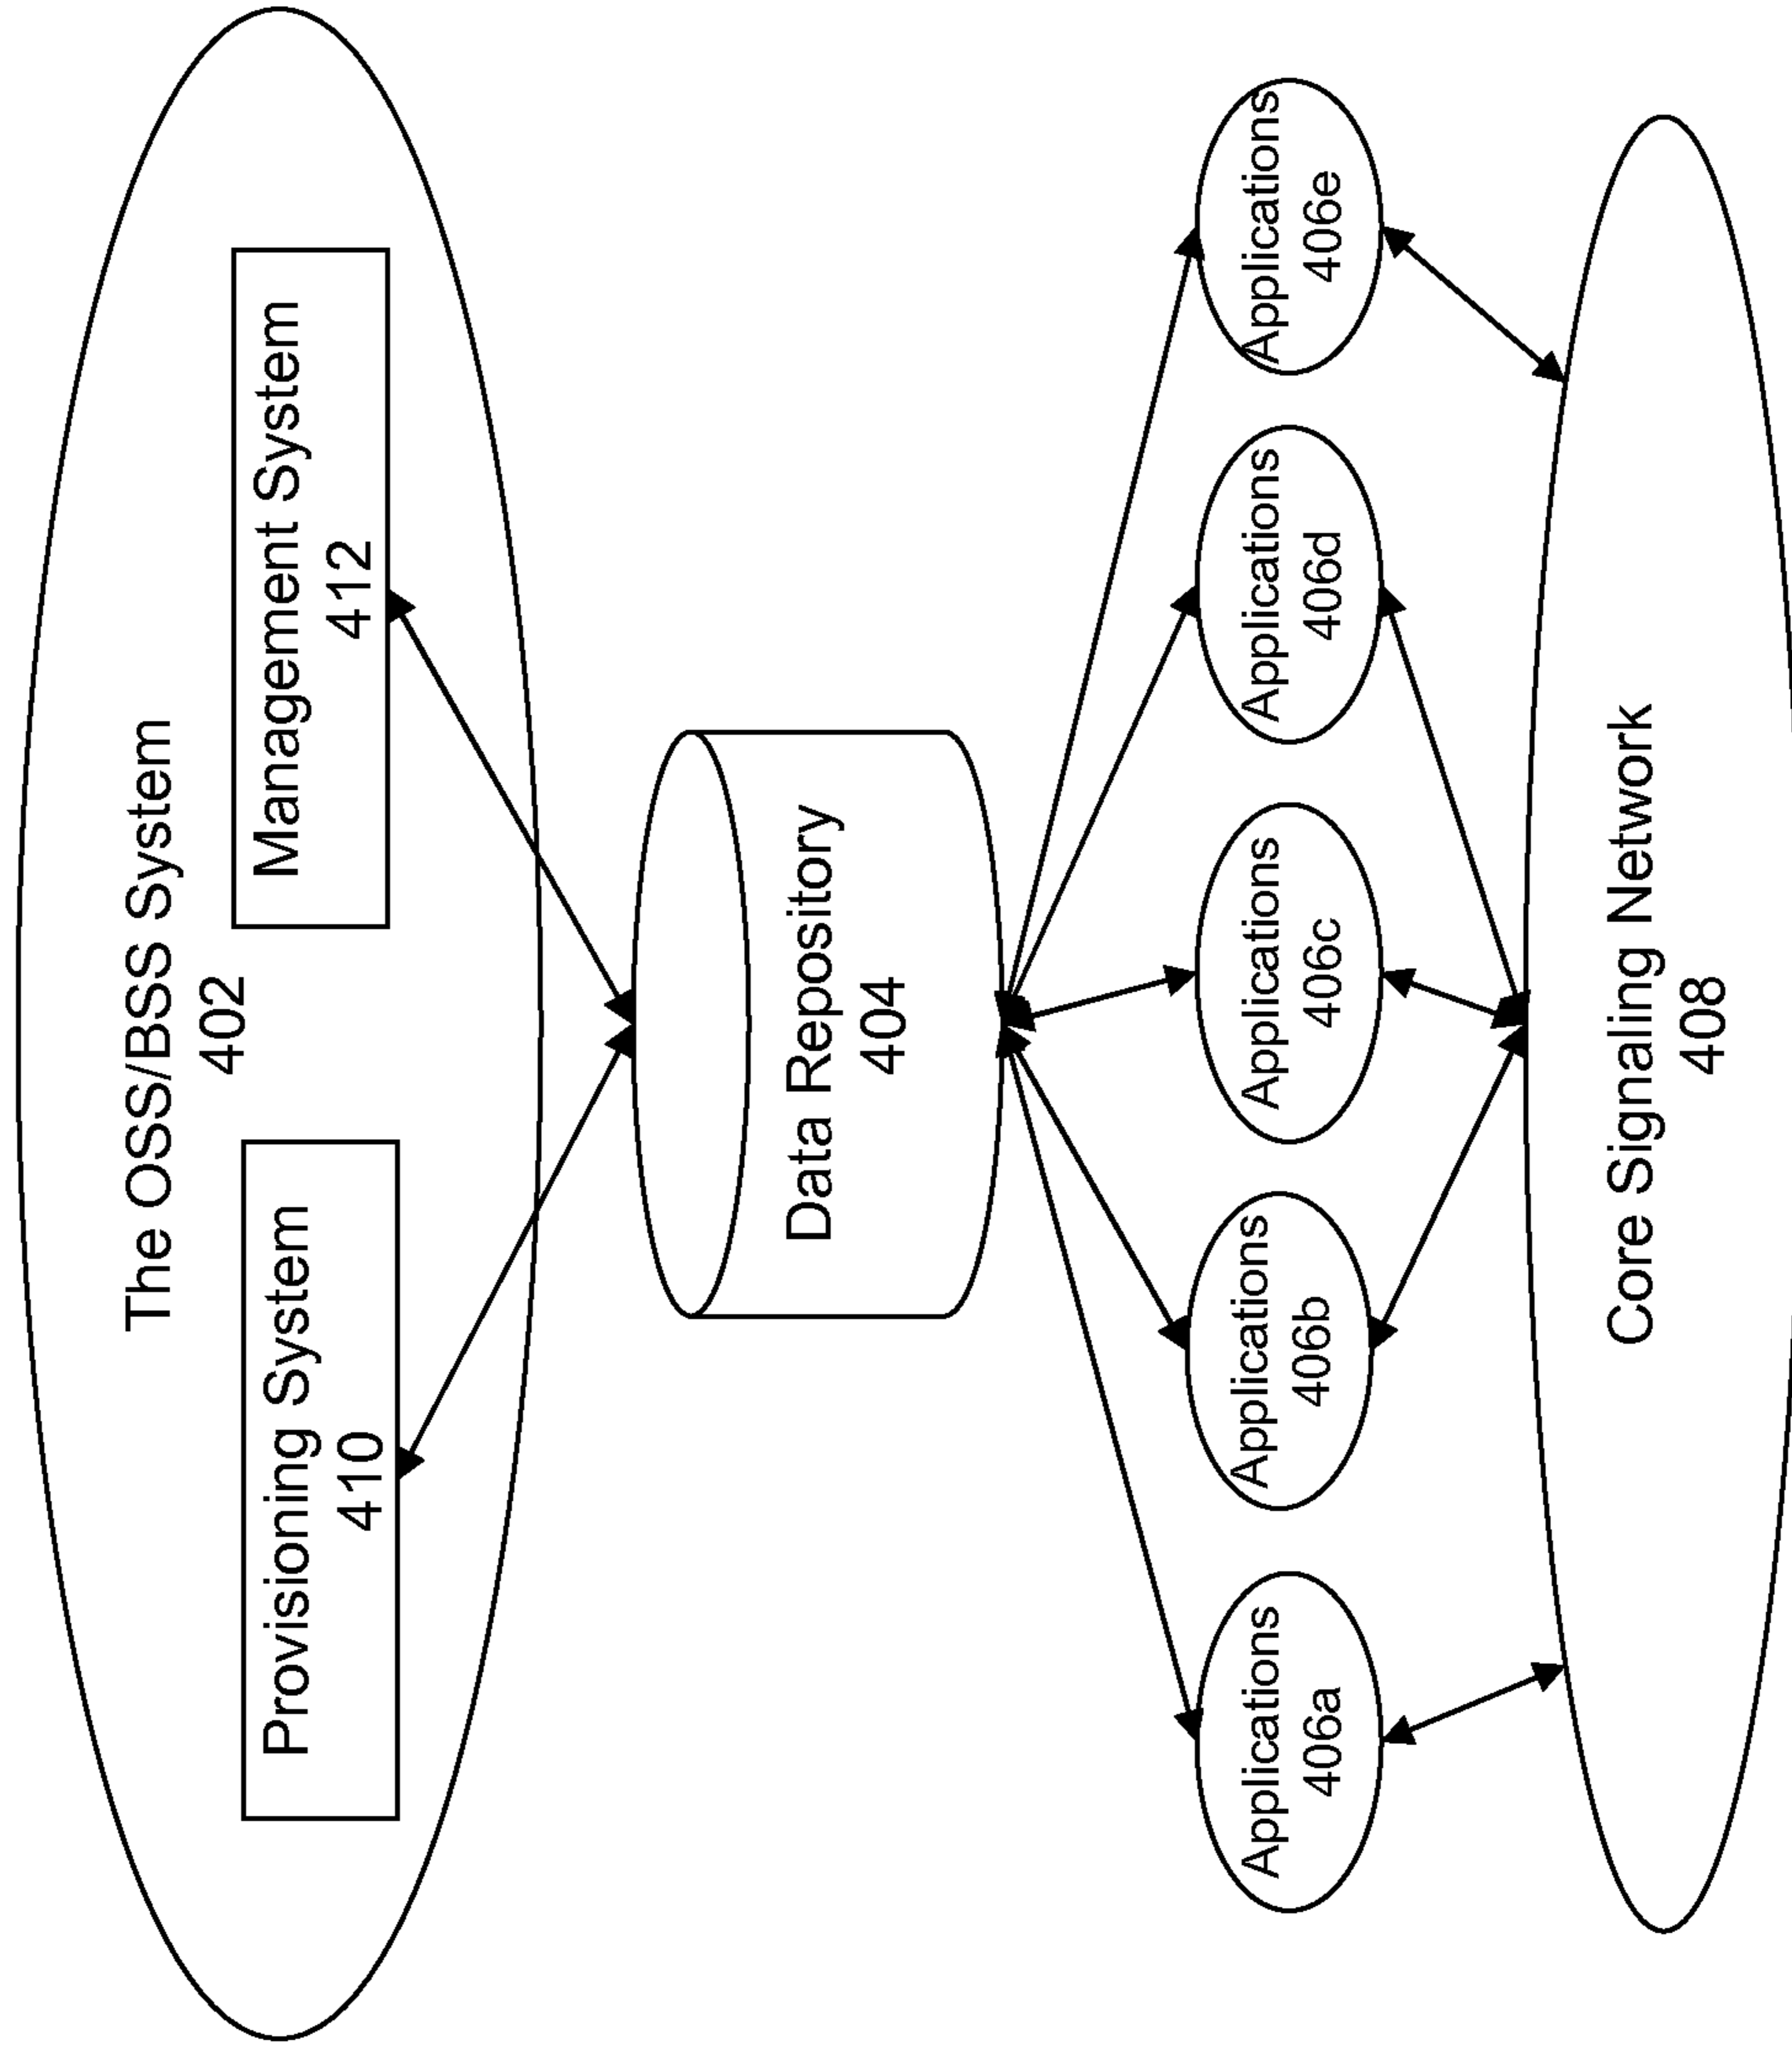 The OSS/BSS System
402
Provisioning System
410
Management System
412
Data Repository
404
Applications
406a
Applications
406b
Applications
406c
Applications
406d
Applications
406e
Core Signaling Network
408